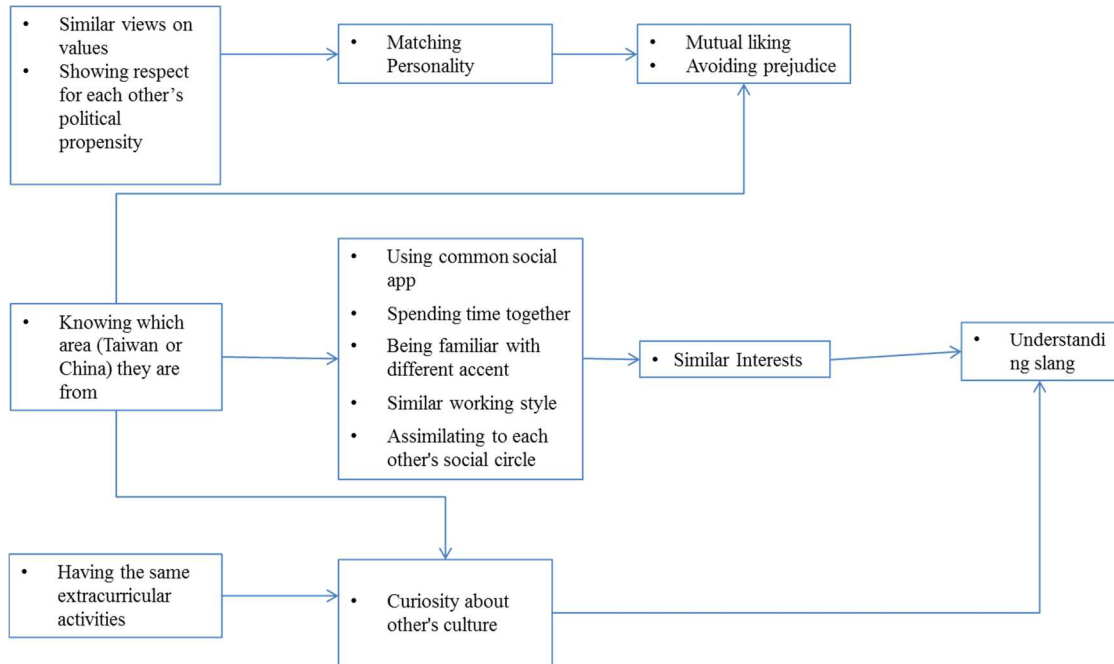 • Similar views on
values
• Showing respect
for each other’s
political
propensity
• Matching
Personality
• Mutual liking
• Avoiding prejudice
• Knowing which
area (Taiwan or
China) they are
from
• Using common social
app
• Spending time together
• Being familiar with
different accent
• Similar working style
• Assimilating to each
other's social circle
• Similar Interests
• Understandi
ng slang
• Having the same
extracurricular
activities
• Curiosity about
other's culture